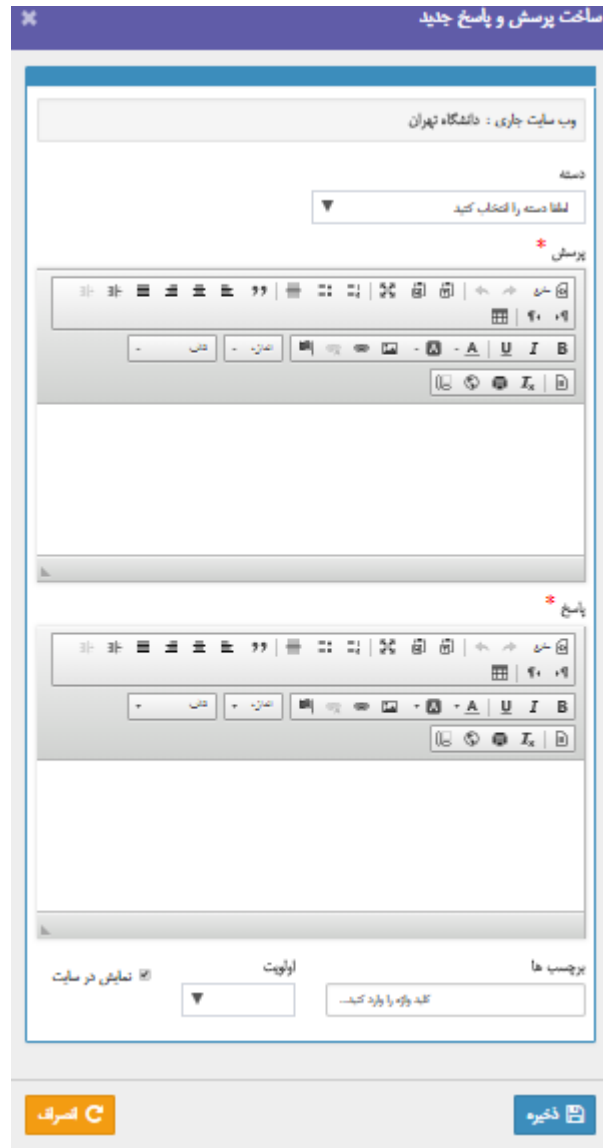 ساخت پرسش و پاسخ جدید
وب سایت جاری : دانشگاه تهران
دسته
لطفا دسته را انتخاب کنید
پرسش *
B I U A A
پاسخ *
B I U A A
برچسب ها
کلید واژه را وارد کنید...
اولویت
نمایش در سایت
ذخیره
انصراف